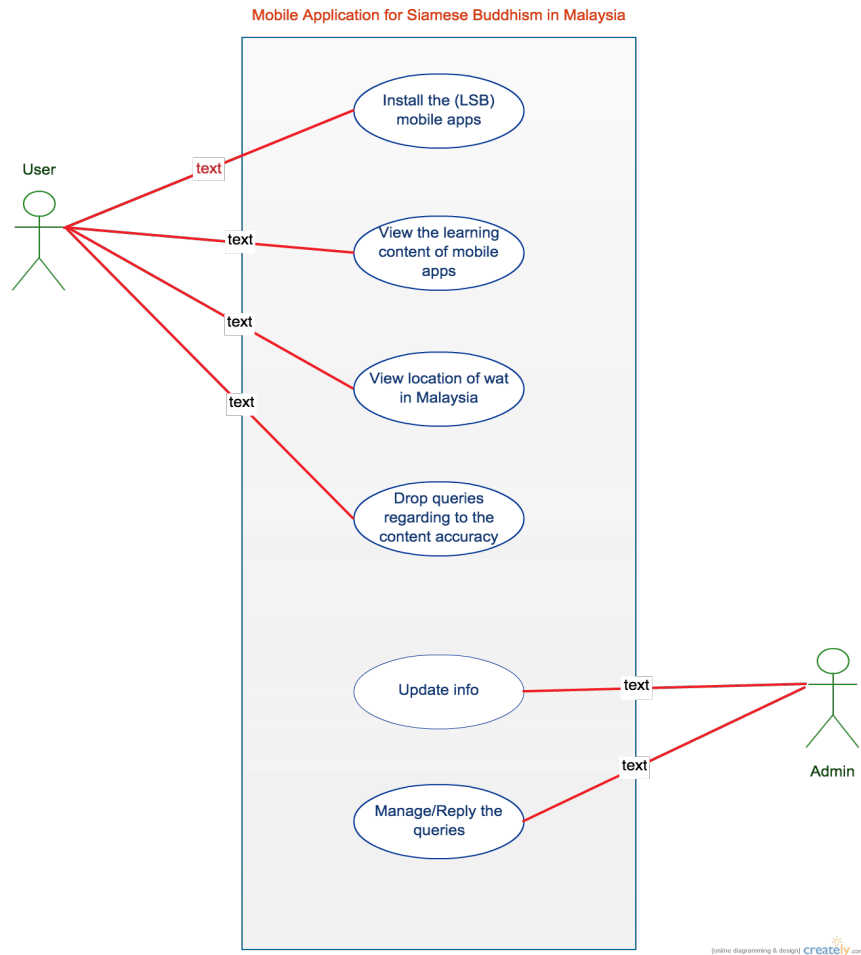 Mobile Application for Siamese Buddhism in Malaysia
Install the (LSB)
mobile apps
User
text
View the learning
content of mobile
apps
text
text
View location of wat
in Malaysia
text
Drop queries
regarding to the
content accuracy
Update info
text
text
Admin
Manage/Reply the
queries
[online diagramming & design] creately.com